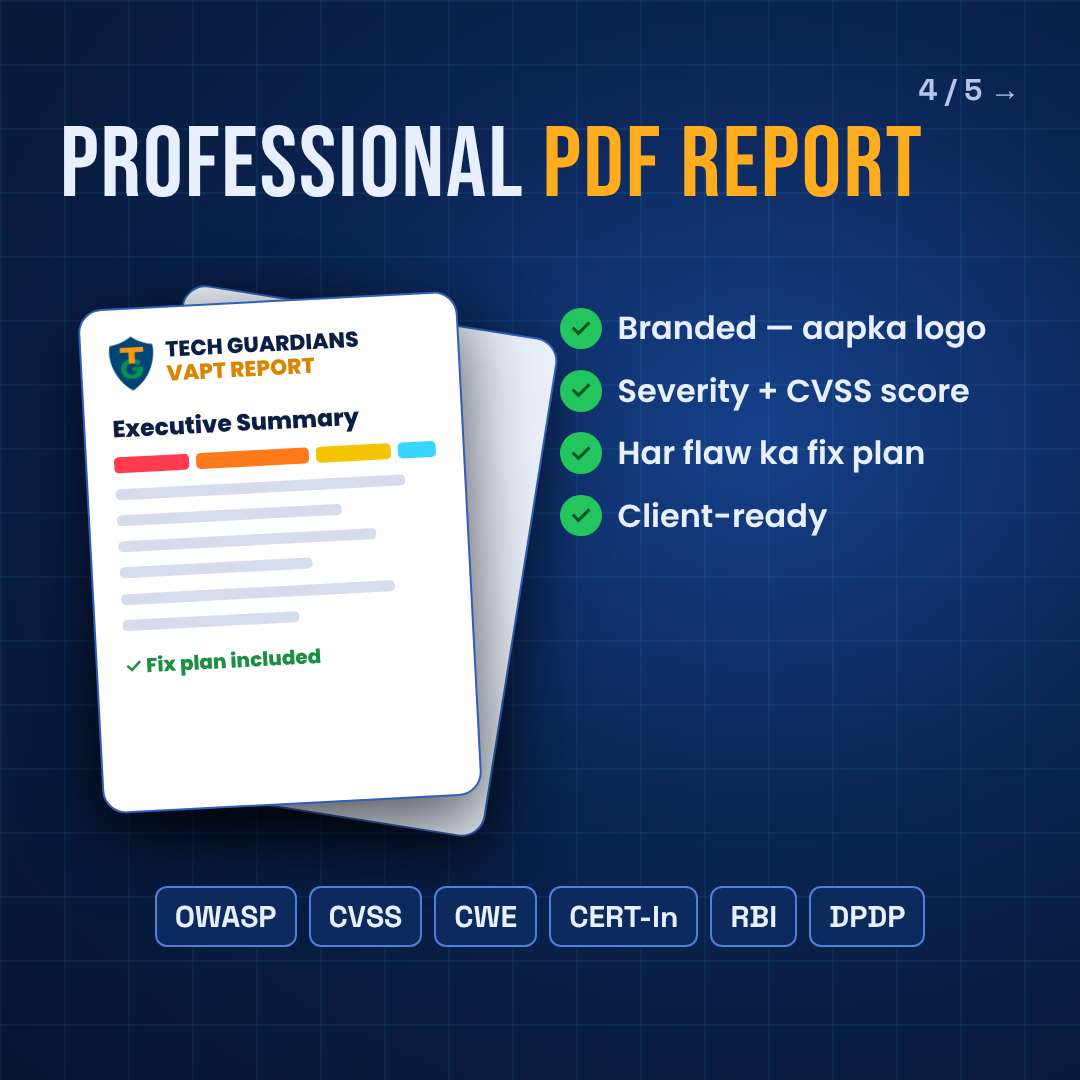 4 / 5 →
PROFESSIONAL PDF REPORT
TG
TECH GUARDIANS
VAPT REPORT
Executive Summary
✓ Fix plan included
Branded — aapka logo
Severity + CVSS score
Har flaw ka fix plan
Client-ready
OWASP CVSS CWE CERT-In RBI DPDP